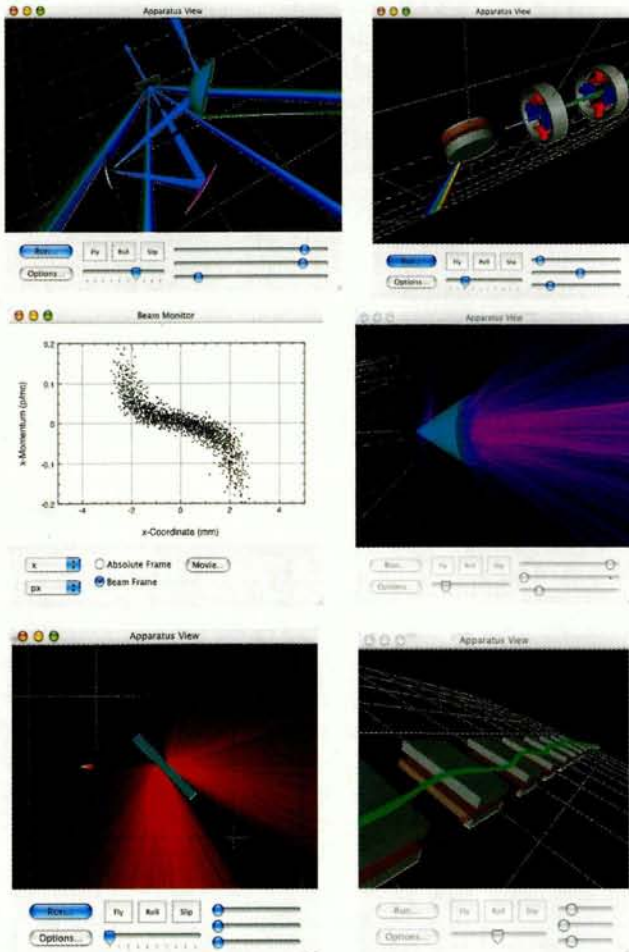 Apparatus View
Run...
Fly
Roll
Slip
Options...
Apparatus View
Run...
Fly
Roll
Slip
Options...
Beam Monitor
x-Momentum (p/mc)
0.2
0.1
0
-0.1
-0.2
-4
-2
0
2
4
x-Coordinate (mm)
x
Absolute Frame
Movie...
px
Beam Frame
Apparatus View
Run...
Fly
Roll
Slip
Options...
Apparatus View
Run...
Fly
Roll
Slip
Options...
Apparatus View
Run...
Fly
Roll
Slip
Options...